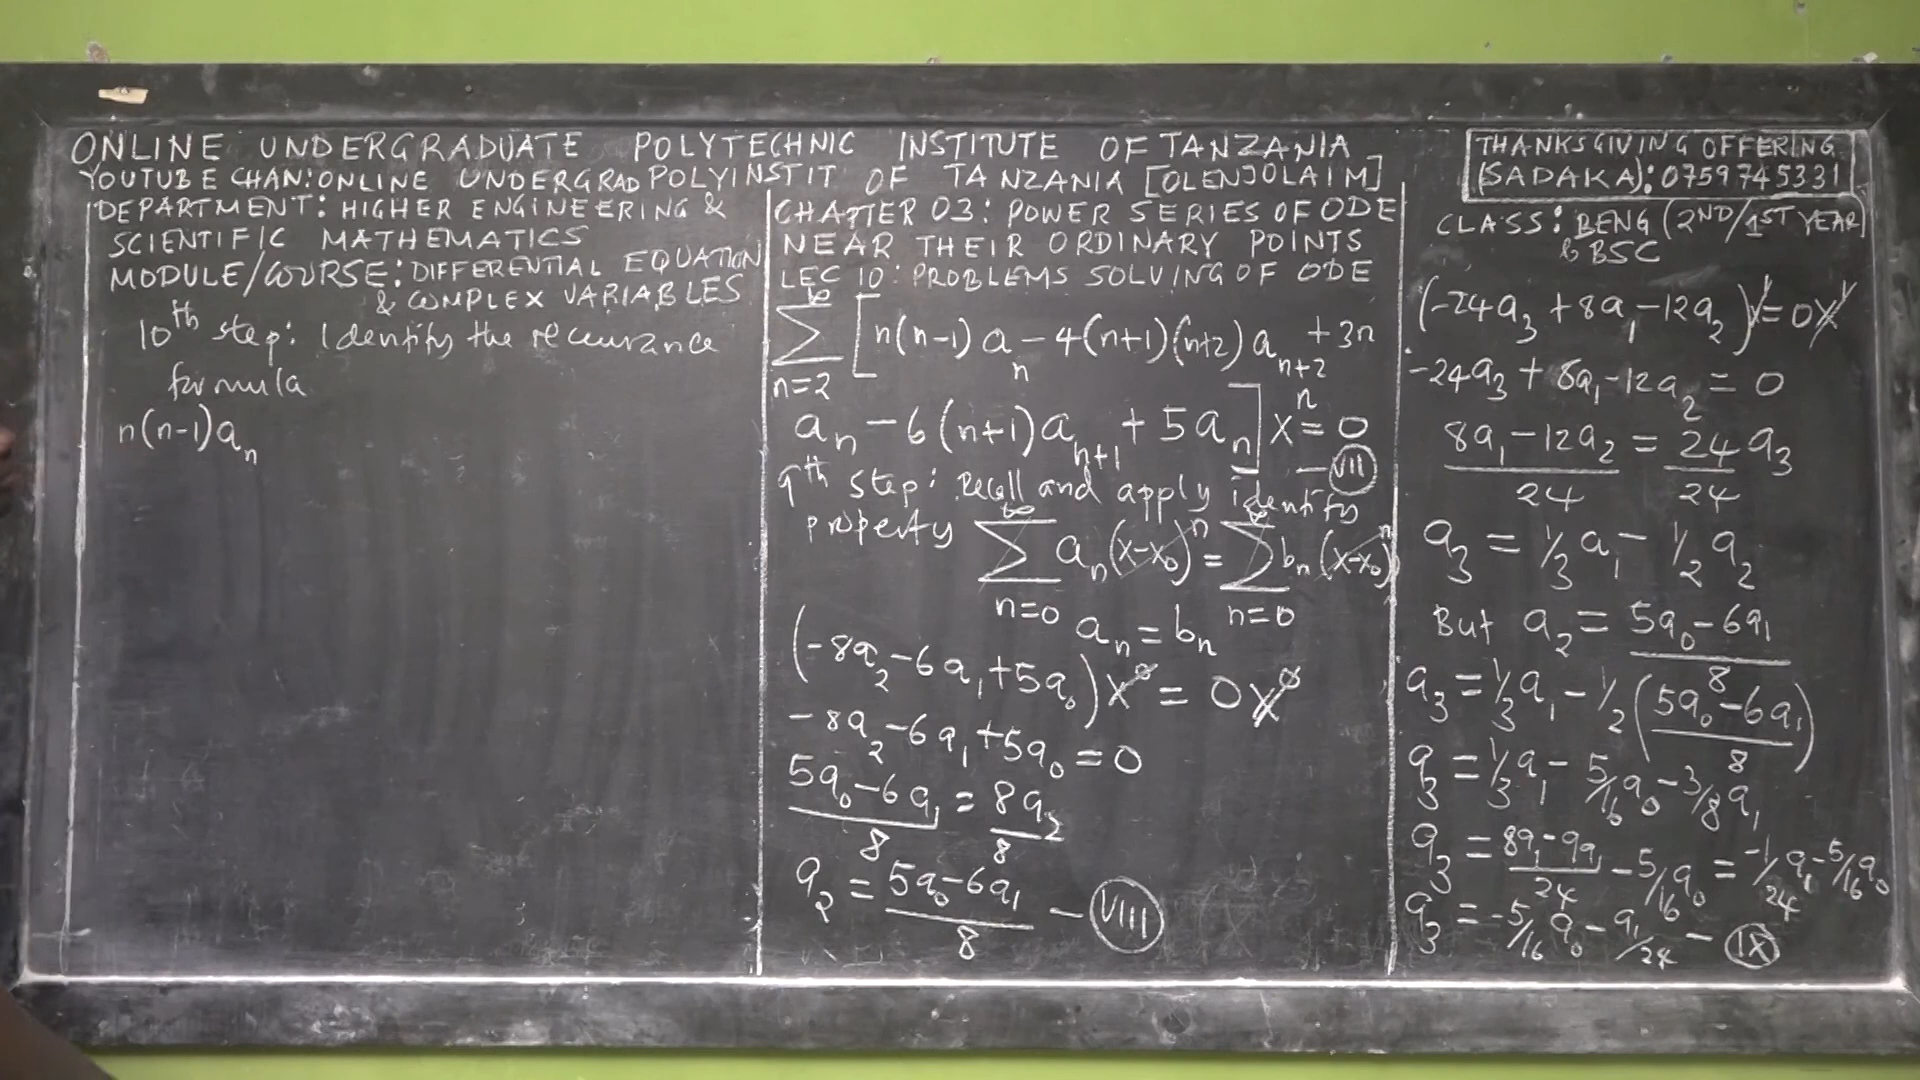 ONLINE UNDERGRADUATE POLYTECHNIC INSTITUTE OF TANZANIA
YOUTUBE CHAN: ONLINE UNDERGRAD POLYINSTIT OF TANZANIA [OLENJOLAIM]
THANKSGIVING OFFERING
(SADAKA): 0759745331
DEPARTMENT: HIGHER ENGINEERING &
SCIENTIFIC MATHEMATICS
MODULE/COURSE: DIFFERENTIAL EQUATION
& COMPLEX VARIABLES
10th step: Identify the recurrance
formula
n(n-1)a_n
CHAPTER 03: POWER SERIES OF ODE
NEAR THEIR ORDINARY POINTS
LEC 10: PROBLEMS SOLVING OF ODE
∑_{n=2}^{∞} [n(n-1)a_n - 4(n+1)(n+2)a_{n+2} + 3n
a_n - 6(n+1)a_{n+1} + 5a_n] x^n = 0 — (VII)
9th step: Recall and apply identity
property ∑_{n=0}^{∞} a_n(x-x_0)^n = ∑_{n=0}^{∞} b_n(x-x_0)^n
a_n = b_n
(-8a_2 - 6a_1 + 5a_0)x^0 = 0x^0
-8a_2 - 6a_1 + 5a_0 = 0
(5a_0 - 6a_1)/8 = 8a_2/8
a_2 = (5a_0 - 6a_1)/8 — (VIII)
CLASS: BENG (2ND/1ST YEAR)
& BSC
(-24a_3 + 8a_1 - 12a_2)x^1 = 0x^1
-24a_3 + 8a_1 - 12a_2 = 0
(8a_1 - 12a_2)/24 = 24a_3/24
a_3 = 1/3 a_1 - 1/2 a_2
But a_2 = (5a_0 - 6a_1)/8
a_3 = 1/3 a_1 - 1/2 ((5a_0 - 6a_1)/8)
a_3 = 1/3 a_1 - 5/16 a_0 - 3/8 a_1
a_3 = (8a_1 - 9a_1)/24 - 5/16 a_0 = -1/24 a_1 - 5/16 a_0
a_3 = -5/16 a_0 - a_1/24 — (IX)